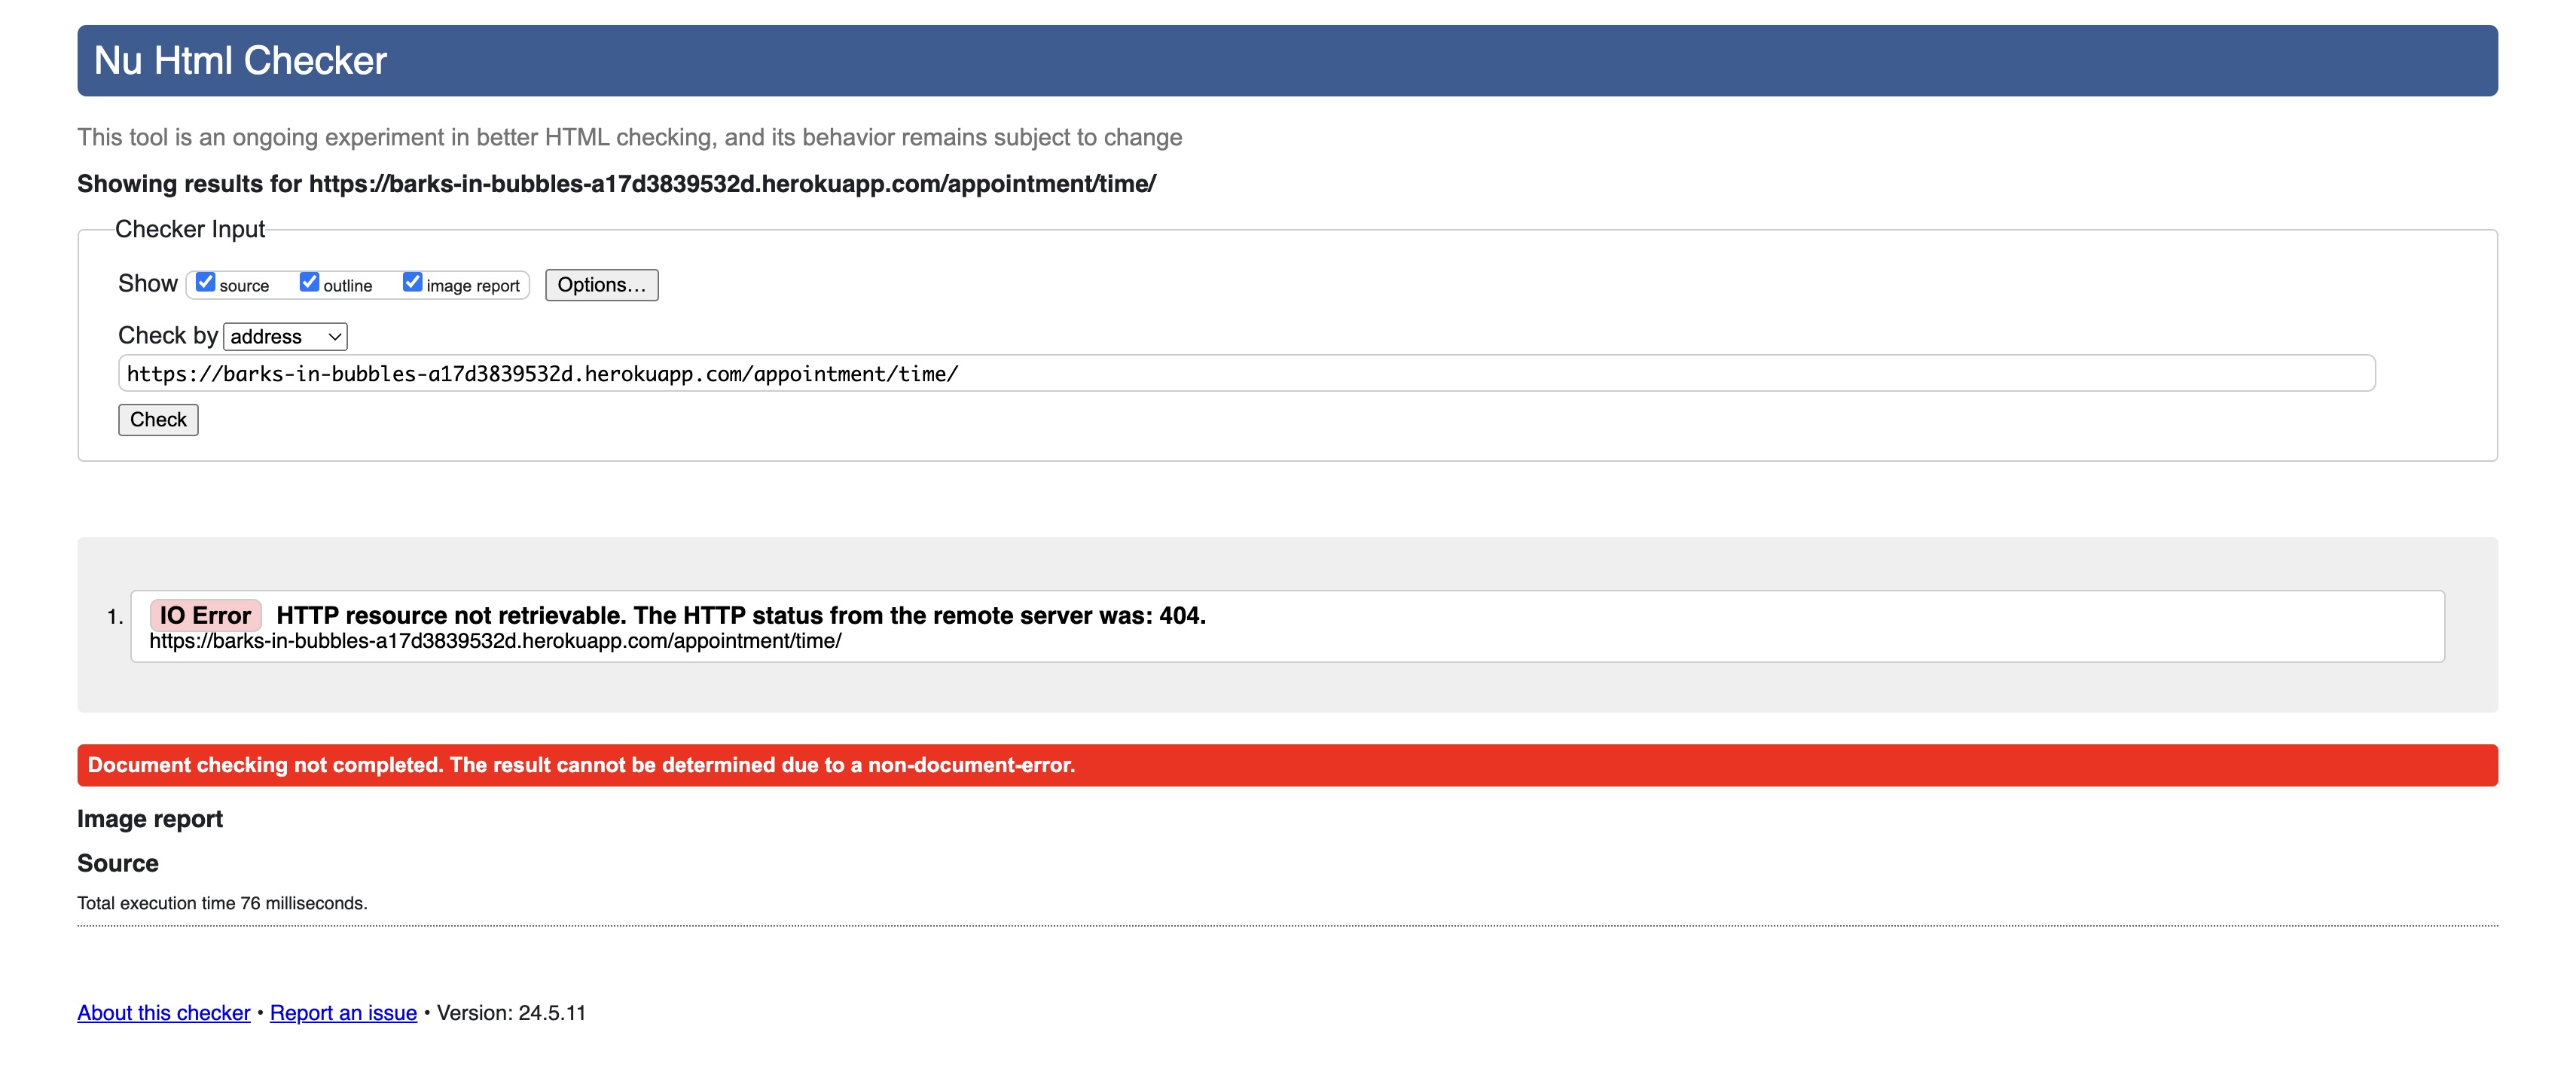 Nu Html Checker
This tool is an ongoing experiment in better HTML checking, and its behavior remains subject to change
Showing results for https://barks-in-bubbles-a17d3839532d.herokuapp.com/appointment/time/
Checker Input
Show source outline image report Options...
Check by address
https://barks-in-bubbles-a17d3839532d.herokuapp.com/appointment/time/
Check
1. IO Error HTTP resource not retrievable. The HTTP status from the remote server was: 404.
https://barks-in-bubbles-a17d3839532d.herokuapp.com/appointment/time/
Document checking not completed. The result cannot be determined due to a non-document-error.
Image report
Source
Total execution time 76 milliseconds.
About this checker • Report an issue • Version: 24.5.11